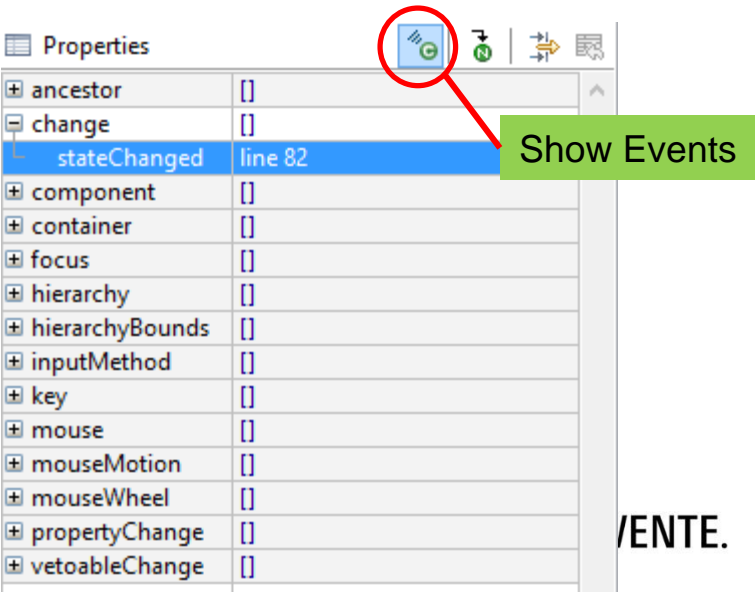 Properties
Show Events
ancestor []
change []
stateChanged line 82
component []
container []
focus []
hierarchy []
hierarchyBounds []
inputMethod []
key []
mouse []
mouseMotion []
mouseWheel []
propertyChange []
vetoableChange []
VENTE.